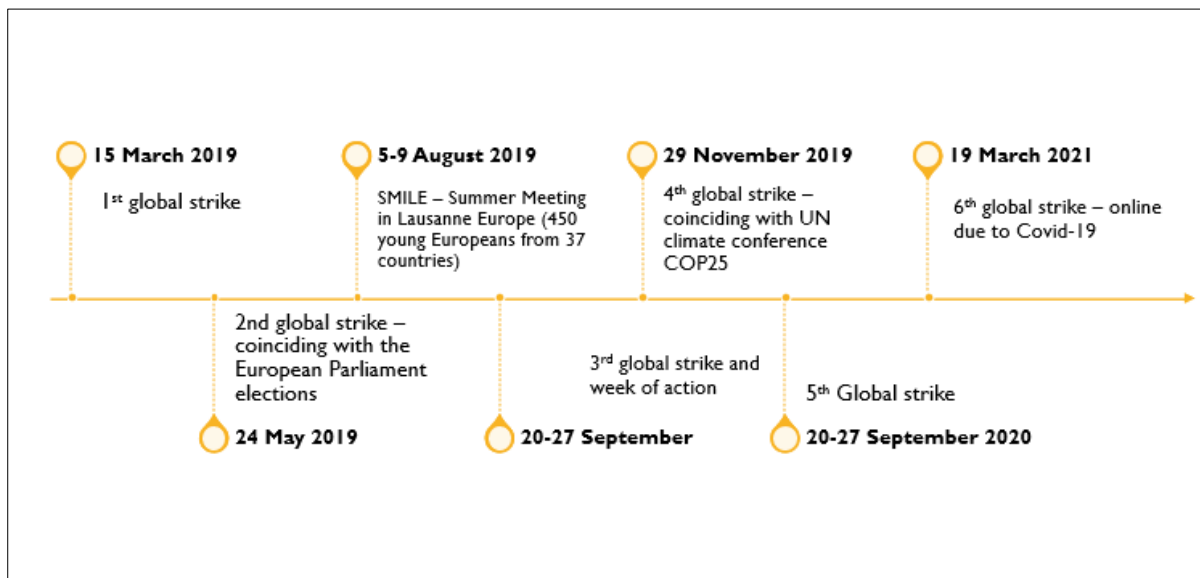 15 March 2019
1st global strike
5-9 August 2019
SMILE – Summer Meeting
in Lausanne Europe (450
young Europeans from 37
countries)
29 November 2019
4th global strike –
coinciding with UN
climate conference
COP25
19 March 2021
6th global strike – online
due to Covid-19
2nd global strike –
coinciding with the
European Parliament
elections
24 May 2019
3rd global strike and
week of action
20-27 September
5th Global strike
20-27 September 2020